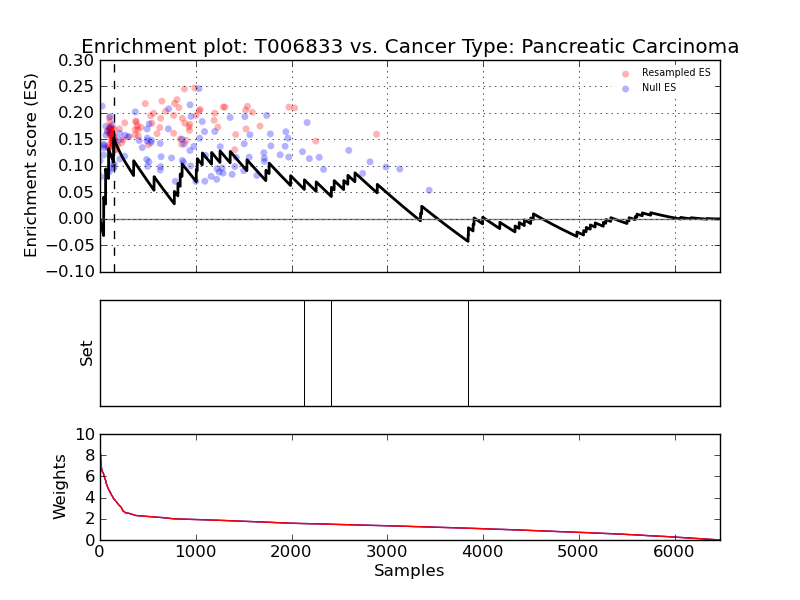 Enrichment plot: T006833 vs. Cancer Type: Pancreatic Carcinoma
0.30
0.25
0.20
0.15
0.10
0.05
0.00
−0.05
−0.10
Enrichment score (ES)
Resampled ES
Null ES
Set
10
8
6
4
2
0
Weights
0 1000 2000 3000 4000 5000 6000
Samples